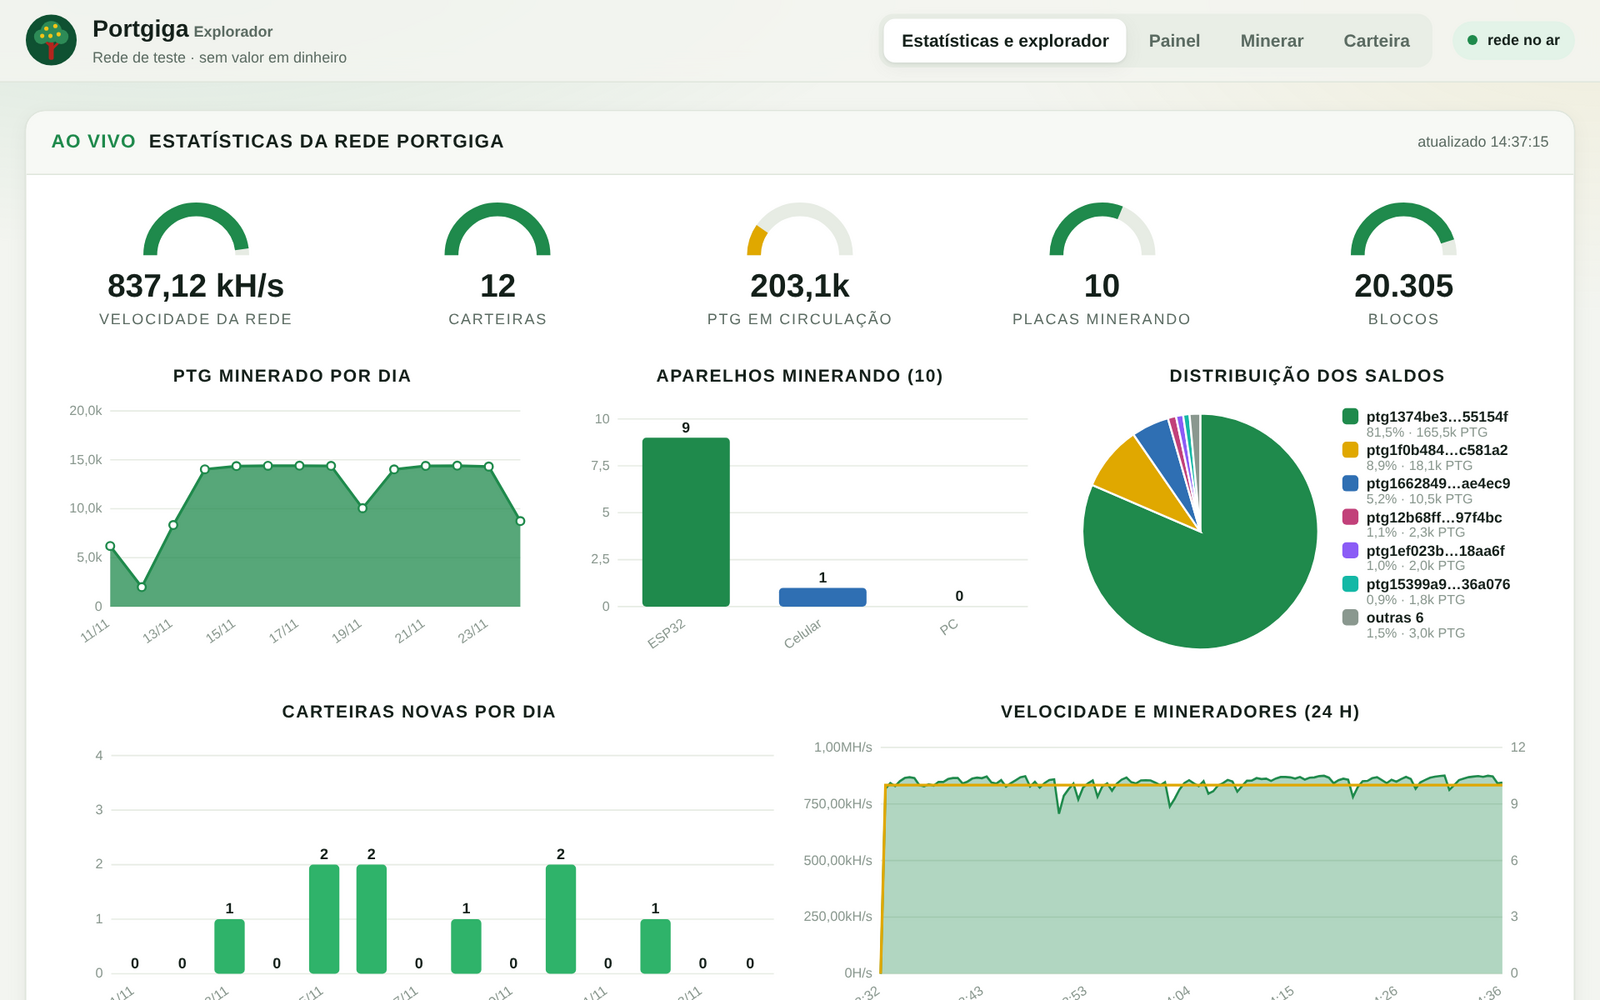 Portgiga Explorador
Rede de teste · sem valor em dinheiro
Estatísticas e explorador
Painel
Minerar
Carteira
rede no ar
AO VIVO ESTATÍSTICAS DA REDE PORTGIGA
atualizado 14:37:15
837,12 kH/s
VELOCIDADE DA REDE
12
CARTEIRAS
203,1k
PTG EM CIRCULAÇÃO
10
PLACAS MINERANDO
20.305
BLOCOS
PTG MINERADO POR DIA
20,0k
15,0k
10,0k
5,0k
0
11/11
13/11
15/11
17/11
19/11
21/11
23/11
APARELHOS MINERANDO (10)
10
7,5
5
2,5
0
9
1
0
ESP32
Celular
PC
DISTRIBUIÇÃO DOS SALDOS
ptg1374be3…55154f
81,5% · 165,5k PTG
ptg1f0b484…c581a2
8,9% · 18,1k PTG
ptg1662849…ae4ec9
5,2% · 10,5k PTG
ptg12b68ff…97f4bc
1,1% · 2,3k PTG
ptg1ef023b…18aa6f
1,0% · 2,0k PTG
ptg15399a9…36a076
0,9% · 1,8k PTG
outras 6
1,5% · 3,0k PTG
CARTEIRAS NOVAS POR DIA
4
3
2
1
0
0
0
1
0
2
2
0
1
0
2
0
1
0
0
VELOCIDADE E MINERADORES (24 H)
1,00MH/s
750,00kH/s
500,00kH/s
250,00kH/s
0H/s
12
9
6
3
0